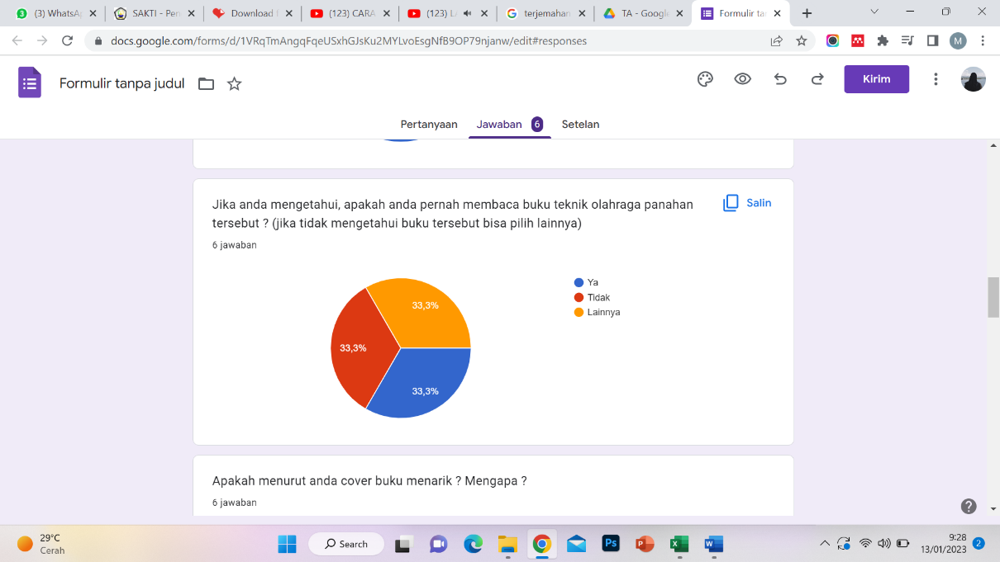 (3) WhatsA
SAKTI - Pen
Download
(123) CARA
(123) L
terjemahan
TA - Google
Formulir ta
docs.google.com/forms/d/1VRqTmAngqFqeUSxhGJsKu2MYLvoEsgNfB9OP79njanw/edit#responses
M
Formulir tanpa judul
Kirim
Pertanyaan
Jawaban 6
Setelan
Jika anda mengetahui, apakah anda pernah membaca buku teknik olahraga panahan
tersebut ? (jika tidak mengetahui buku tersebut bisa pilih lainnya)
Salin
6 jawaban
33,3%
33,3%
33,3%
Ya
Tidak
Lainnya
Apakah menurut anda cover buku menarik ? Mengapa ?
6 jawaban
29°C
Cerah
Search
9:28
13/01/2023
2